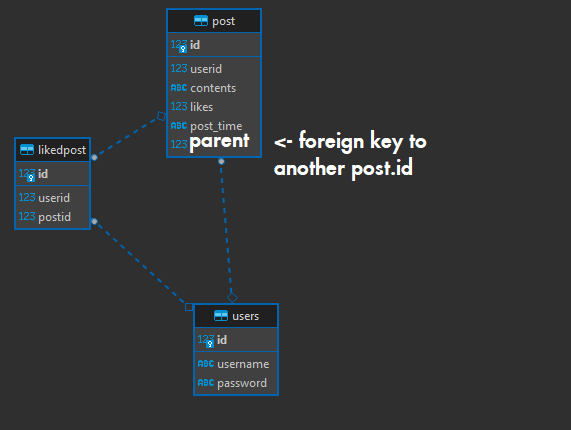 post
123 id
123 userid
ABC contents
123 likes
ABC post_time
123 parent
<- foreign key to
another post.id
likedpost
123 id
123 userid
123 postid
users
123 id
ABC username
ABC password